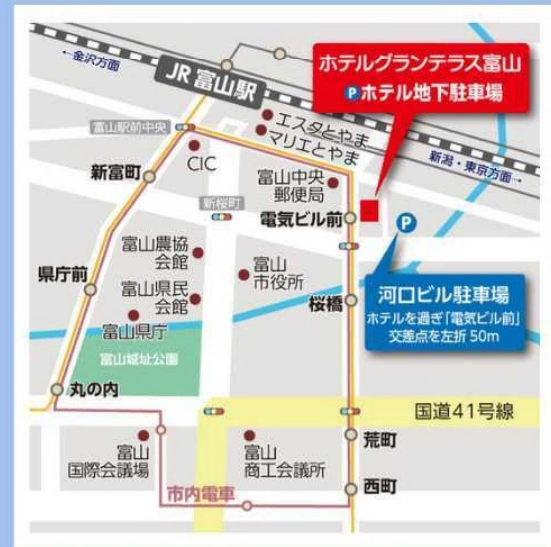 ←金沢方面
JR 富山駅
ホテルグランテラス富山
Pホテル地下駐車場
富山駅前中央
エスタとやま
マリエとやま
新潟・東京方面→
CIC
新富町
富山中央
郵便局
新桜町
電気ビル前
P
富山農協
会館
富山
市役所
県庁前
富山県民
会館
桜橋
河口ビル駐車場
ホテルを過ぎ「電気ビル前」
交差点を左折 50m
富山県庁
富山城址公園
丸の内
国道41号線
富山
国際会議場
富山
商工会議所
荒町
市内電車
西町